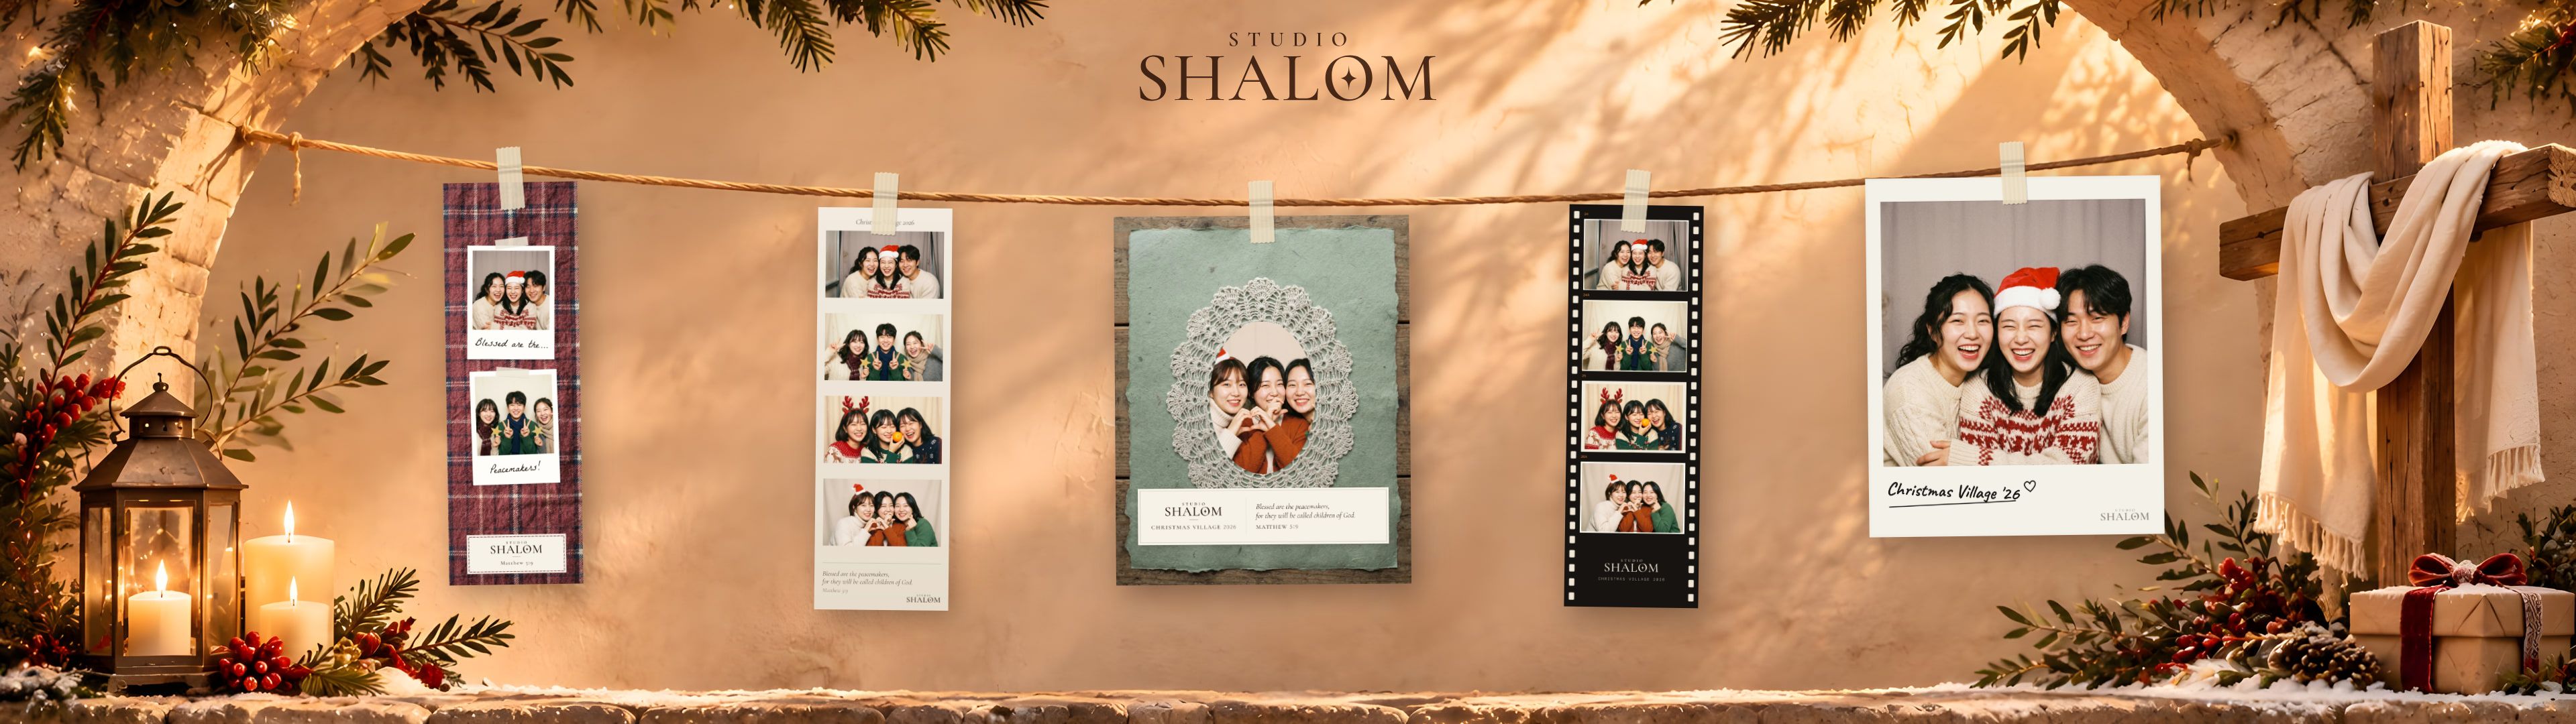 STUDIO
SHALOM
Blessed are the...
Peacemakers!
STUDIO
SHALOM
Matthew 5:9
2026
Blessed are the peacemakers,
for they will be called children of God.
Matthew 5:9
SHALOM
STUDIO
SHALOM
CHRISTMAS VILLAGE 2026
Blessed are the peacemakers,
for they will be called children of God.
MATTHEW 5:9
STUDIO
SHALOM
CHRISTMAS VILLAGE 2026
Christmas Village '26
STUDIO
SHALOM